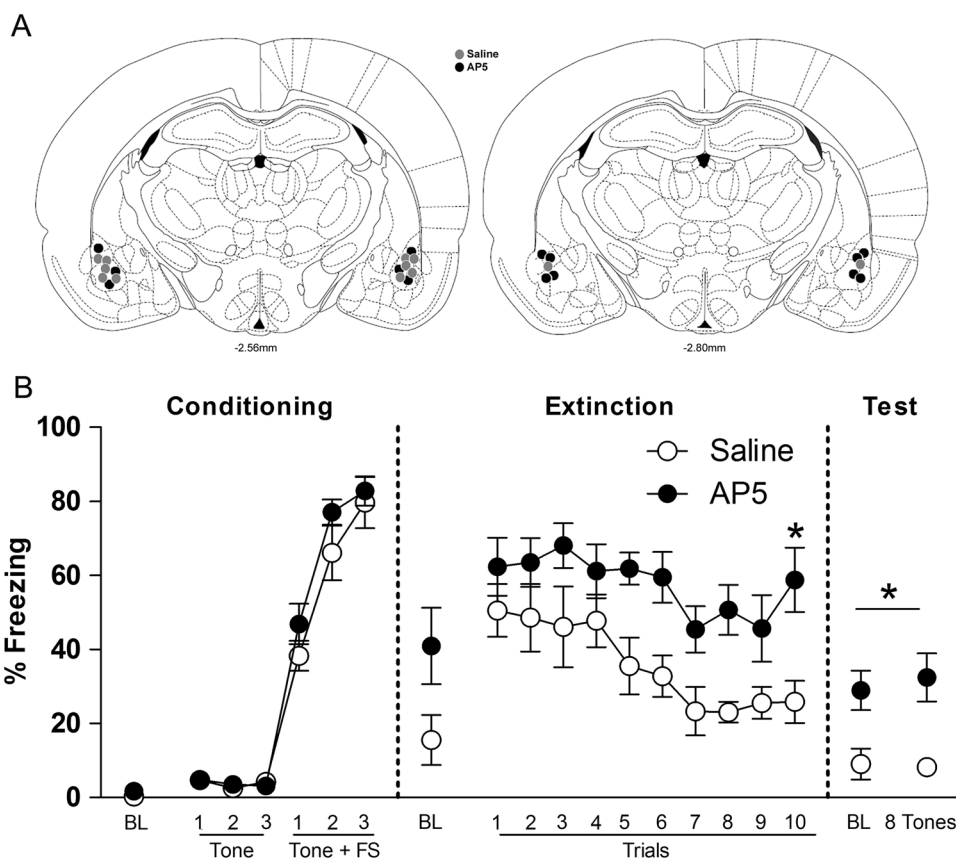 A
Saline
AP5
-2.56mm
-2.80mm
B
Conditioning
Extinction
Test
% Freezing
100
80
60
40
20
0
Saline
AP5
*
*
BL 1 2 3 1 2 3 BL 1 2 3 4 5 6 7 8 9 10 BL 8 Tones
Tone Tone + FS Trials